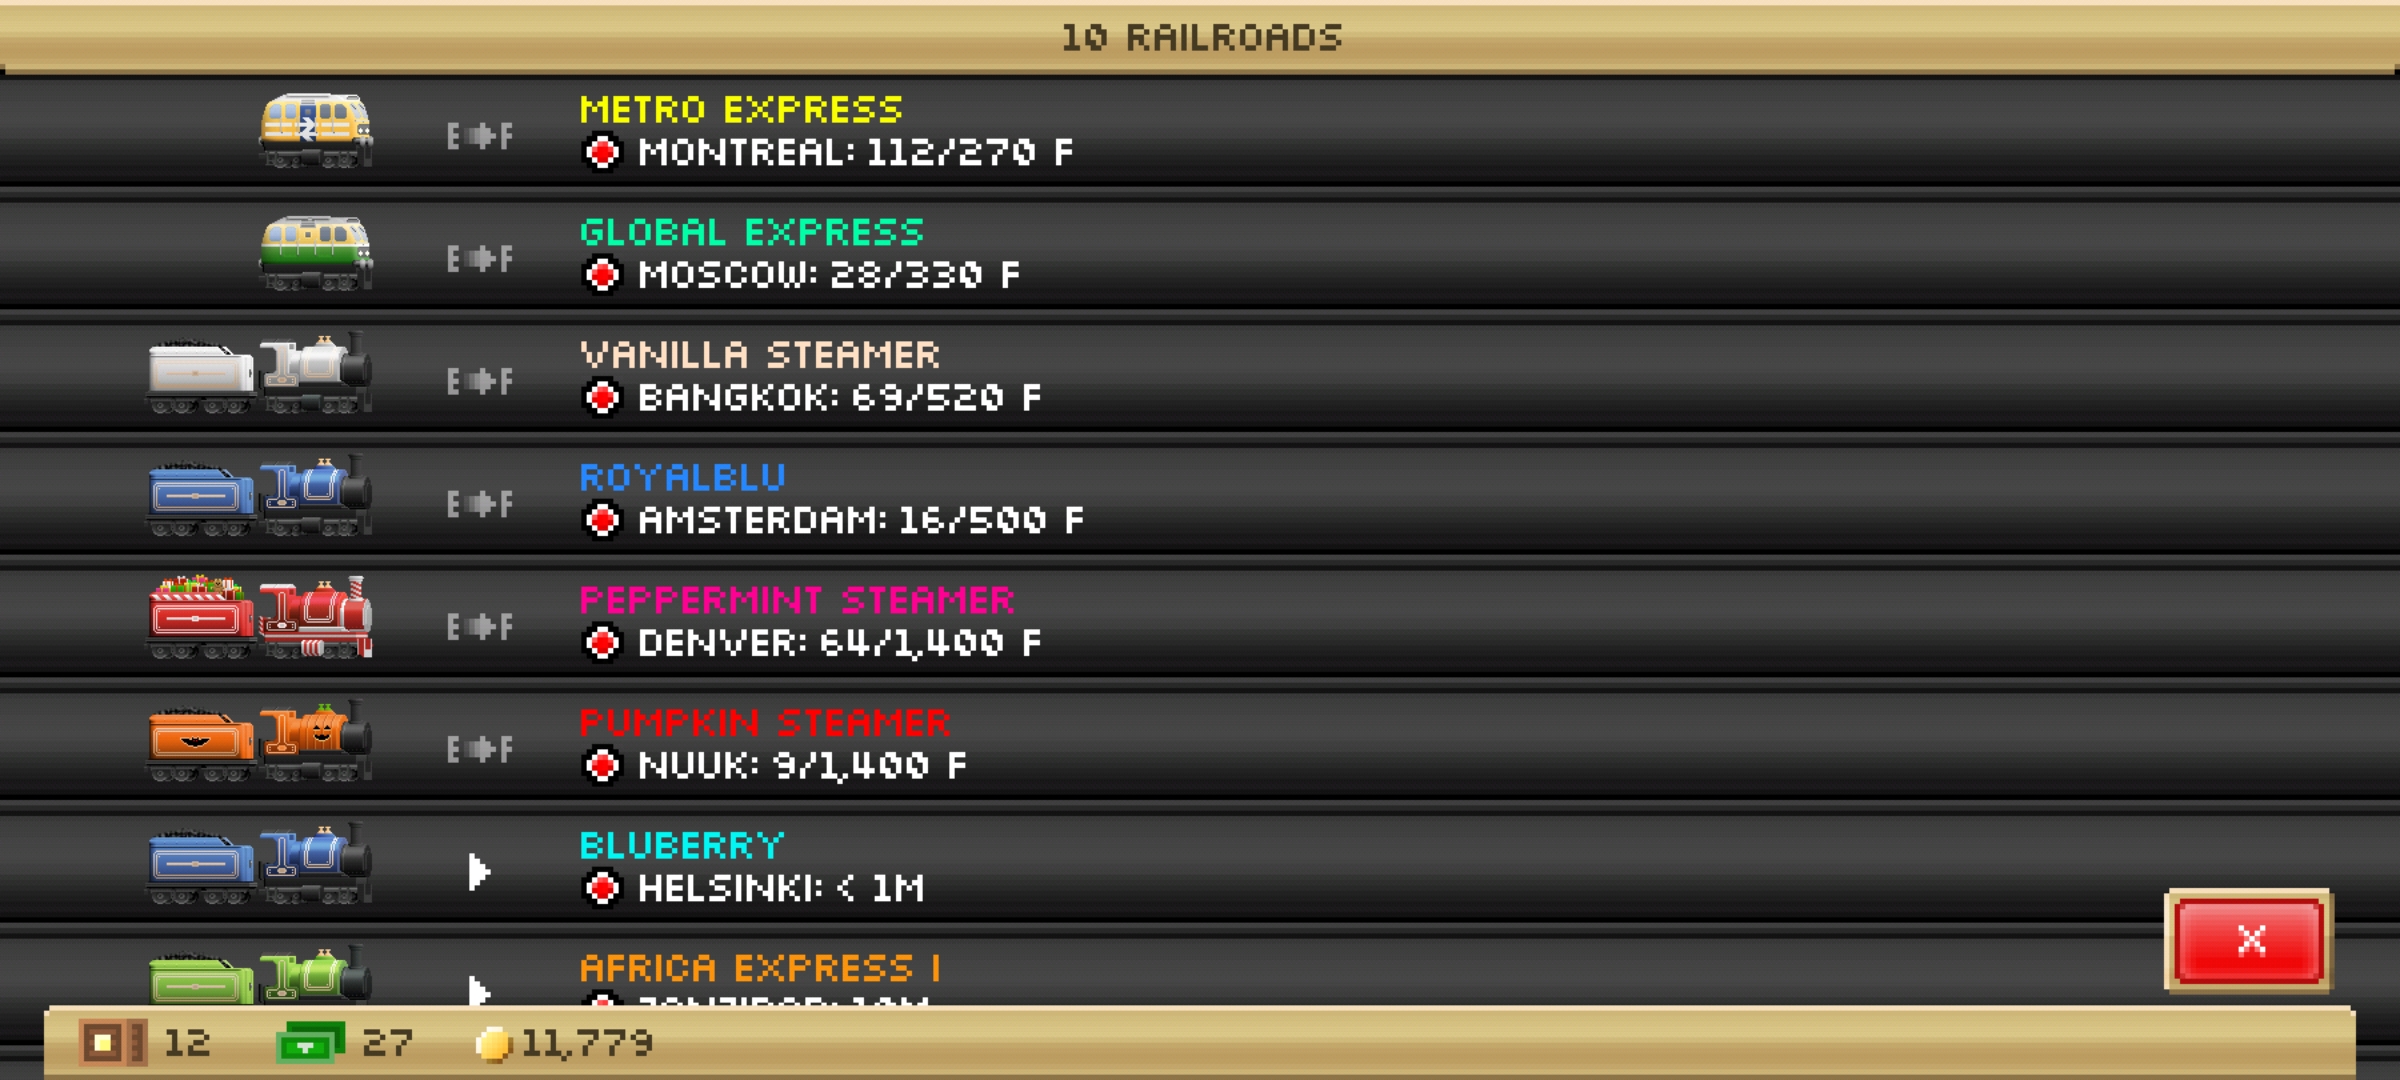 10 RAILROADS
METRO EXPRESS
E F MONTREAL: 112/270 F
GLOBAL EXPRESS
E F MOSCOW: 28/330 F
VANILLA STEAMER
E F BANGKOK: 69/520 F
ROYALBLU
E F AMSTERDAM: 16/500 F
PEPPERMINT STEAMER
E F DENVER: 64/1,400 F
PUMPKIN STEAMER
E F NUUK: 9/1,400 F
BLUBERRY
HELSINKI: < 1M
AFRICA EXPRESS I
X
12 27 11,779